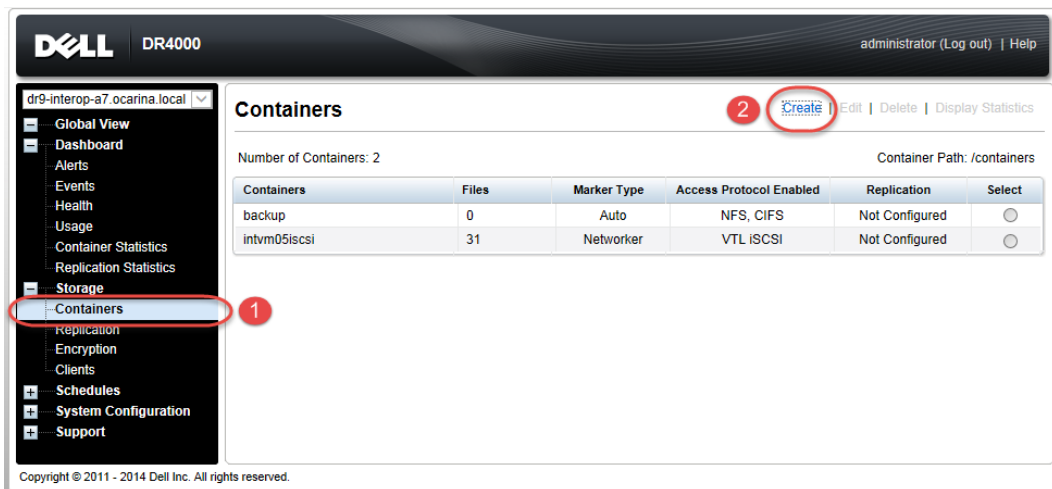 DELL DR4000 administrator (Log out) | Help
dr9-interop-a7.ocarina.local
Global View
Dashboard
Alerts
Events
Health
Usage
Container Statistics
Replication Statistics
Storage
Containers
Replication
Encryption
Clients
Schedules
System Configuration
Support
1
Containers
2 Create | Edit | Delete | Display Statistics
Number of Containers: 2 Container Path: /containers
Containers Files Marker Type Access Protocol Enabled Replication Select
backup 0 Auto NFS, CIFS Not Configured
intvm05iscsi 31 Networker VTL iSCSI Not Configured
Copyright © 2011 - 2014 Dell Inc. All rights reserved.